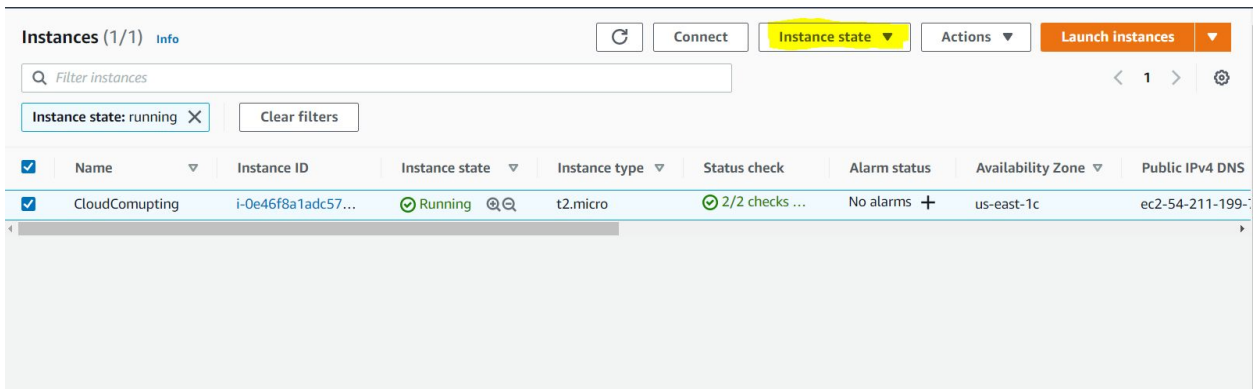 Instances (1/1) Info
Connect
Instance state
Actions
Launch instances
Filter instances
1
Instance state: running
Clear filters
Name Instance ID Instance state Instance type Status check Alarm status Availability Zone Public IPv4 DNS
CloudComupting i-0e46f8a1adc57... Running t2.micro 2/2 checks ... No alarms + us-east-1c ec2-54-211-199-